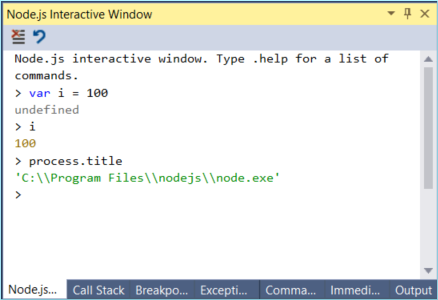 Node.js Interactive Window
Node.js interactive window. Type .help for a list of
commands.
> var i = 100
undefined
> i
100
> process.title
'C:\\Program Files\\nodejs\\node.exe'
>
Node.js... Call Stack Breakpo... Excepti... Comma... Immedi... Output